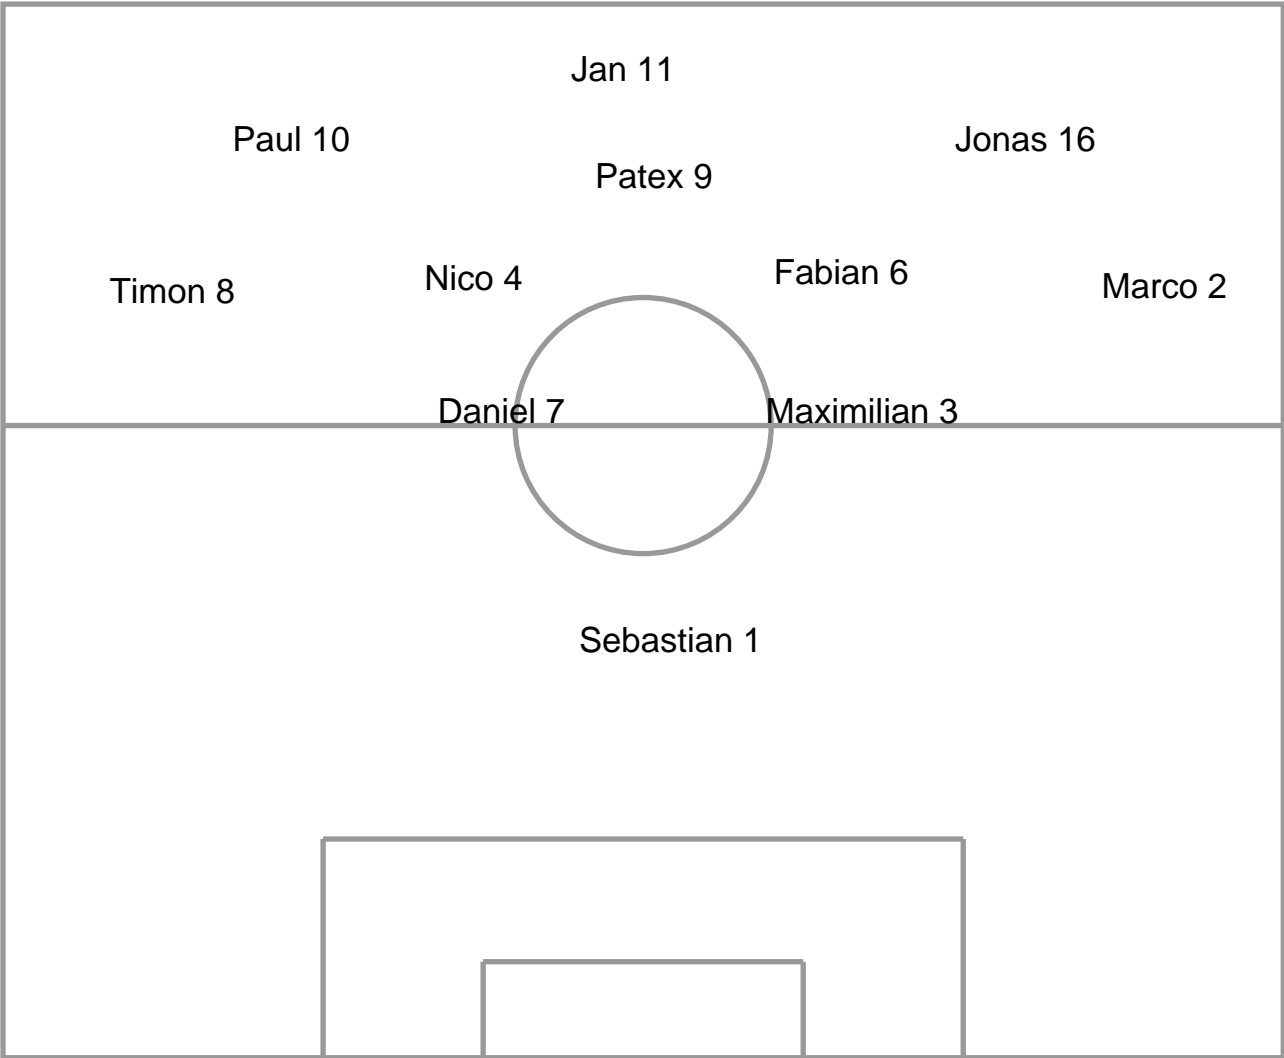 Jan 11
Paul 10
Jonas 16
Patex 9
Timon 8
Nico 4
Fabian 6
Marco 2
Daniel 7
Maximilian 3
Sebastian 1